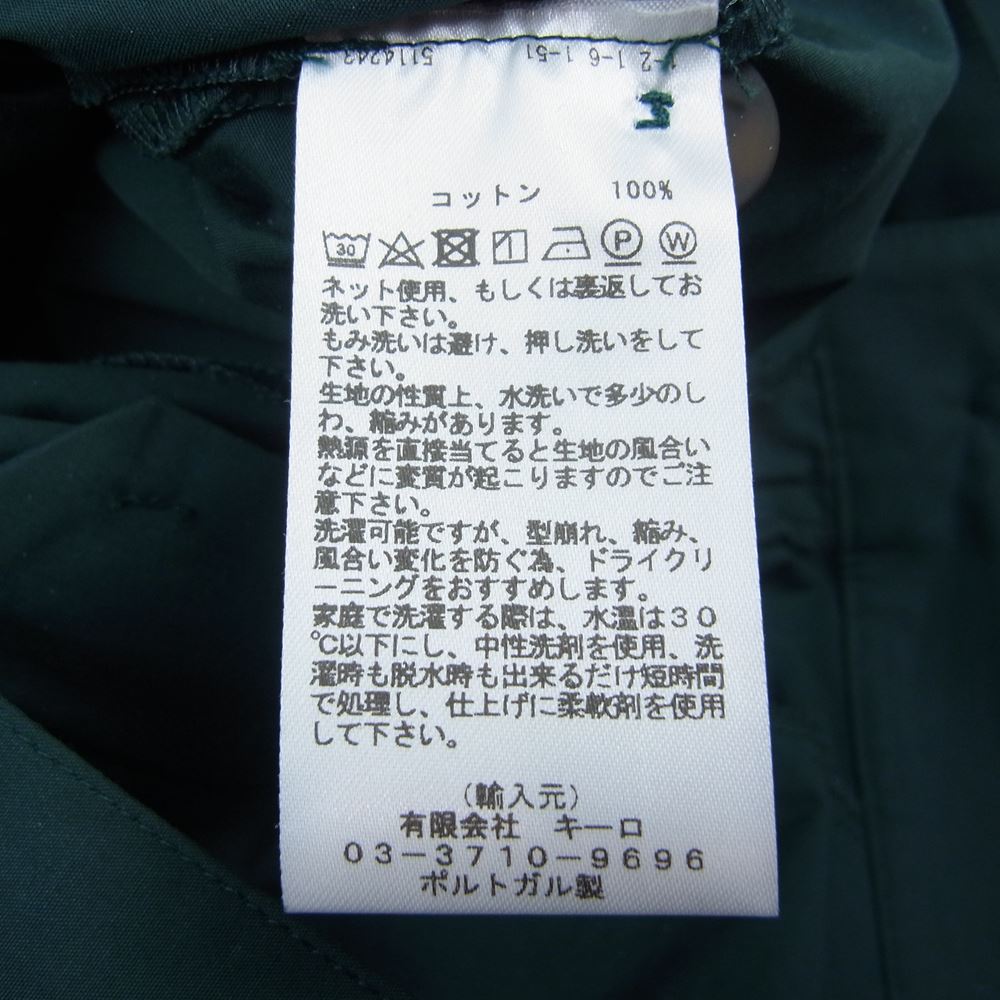 コットン 100%
30 P W
ネット使用、もしくは裏返してお
洗い下さい。
もみ洗いは避け、押し洗いをして
下さい。
生地の性質上、水洗いで多少のし
わ、縮みがあります。
熱源を直接当てると生地の風合い
などに変質が起こりますのでご注
意下さい。
洗濯可能ですが、型崩れ、縮み、
風合い変化を防ぐ為、ドライクリ
ーニングをおすすめします。
家庭で洗濯する際は、水温は30
℃以下にし、中性洗剤を使用、洗
濯時も脱水時も出来るだけ短時間
で処理し、仕上げに柔軟剤を使用
して下さい。
(輸入元)
有限会社 キーロ
03-3710-9696
ポルトガル製